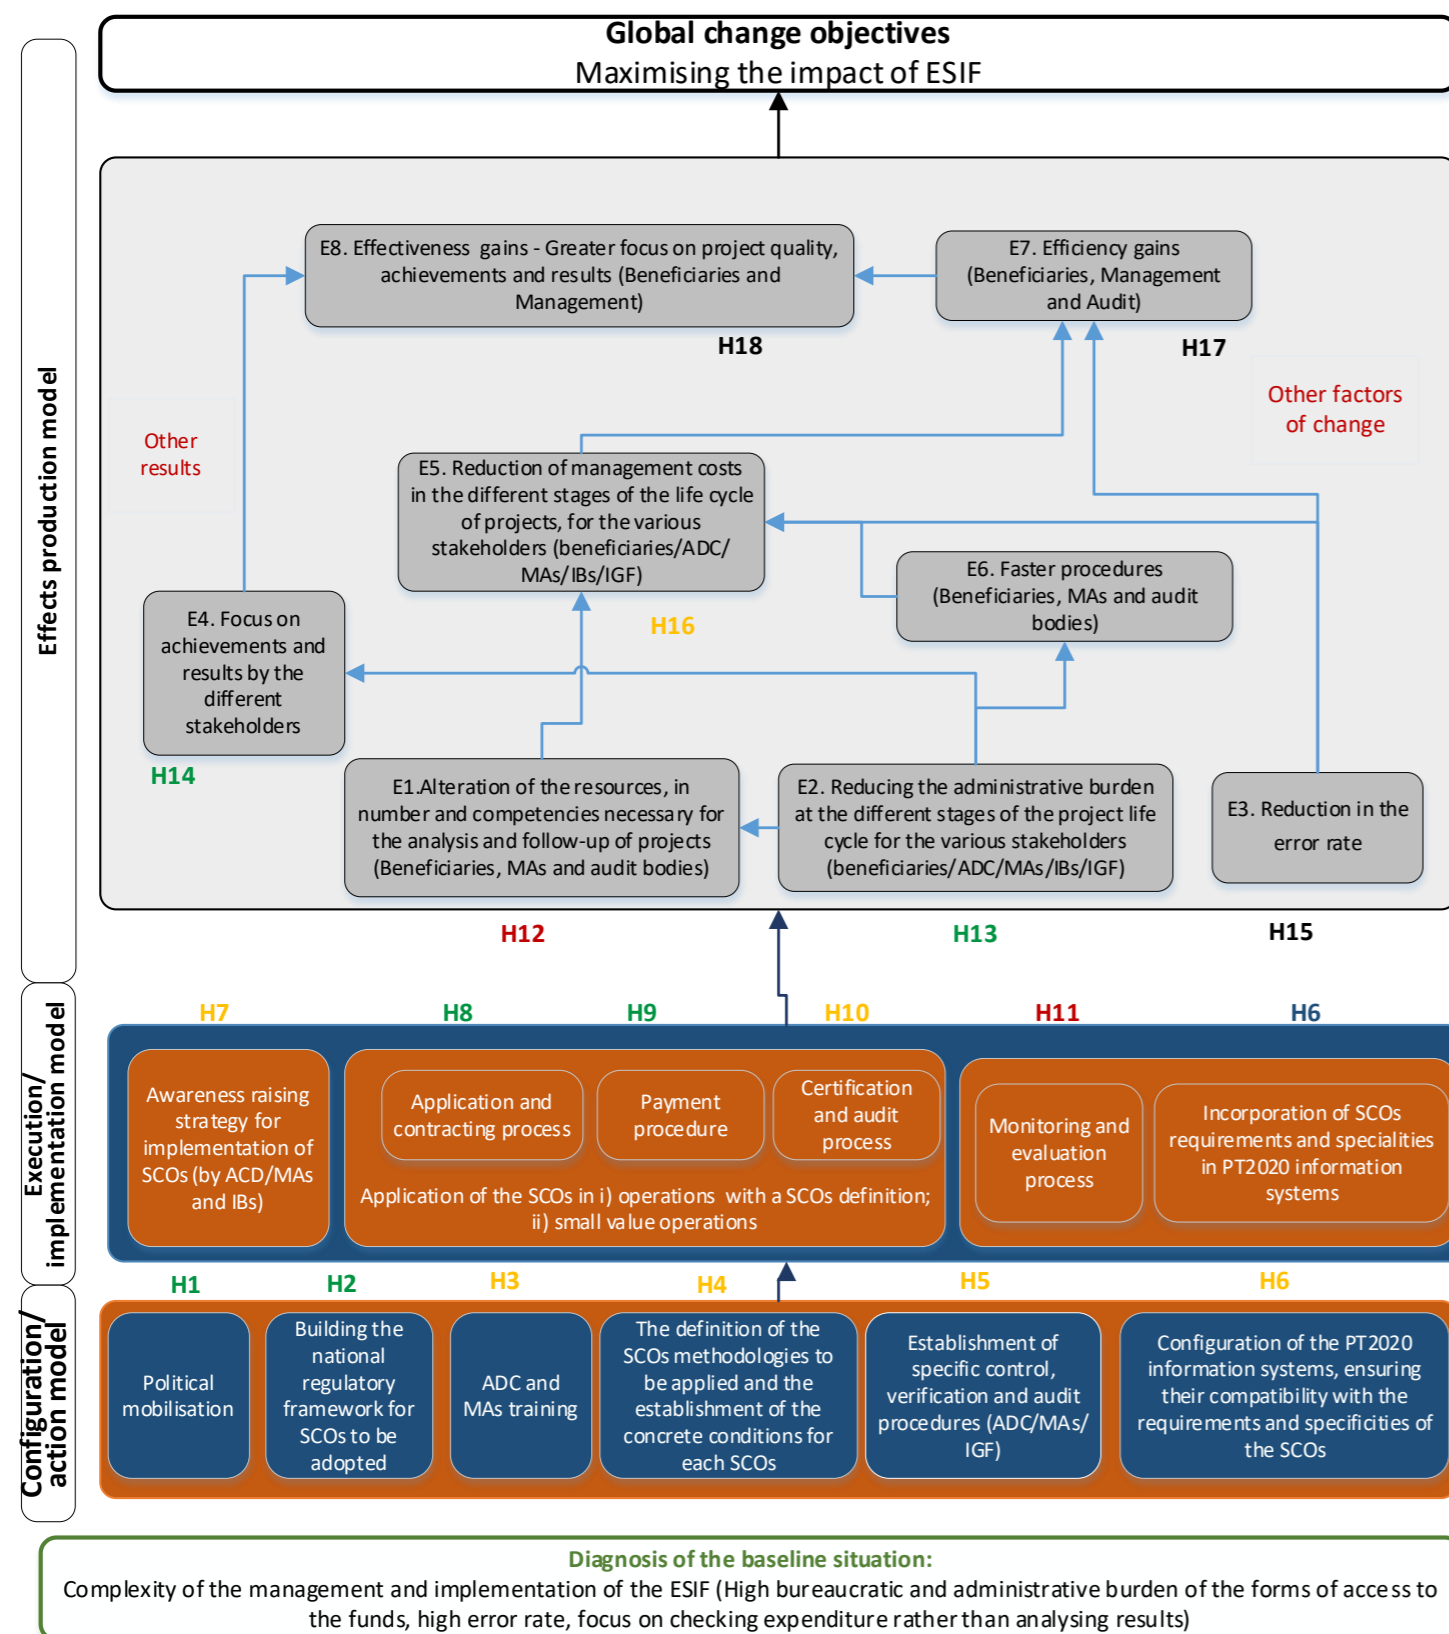 Global change objectives
Maximising the impact of ESIF
Effects production model
E8. Effectiveness gains - Greater focus on project quality,
achievements and results (Beneficiaries and
Management)
E7. Efficiency gains
(Beneficiaries, Management
and Audit)
H18
H17
Other
results
Other factors
of change
E5. Reduction of management costs
in the different stages of the life cycle
of projects, for the various
stakeholders (beneficiaries/ADC/
MAs/IBs/IGF)
E6. Faster procedures
(Beneficiaries, MAs and audit
bodies)
H16
E4. Focus on
achievements and
results by the
different
stakeholders
H14
E1.Alteration of the resources, in
number and competencies necessary for
the analysis and follow-up of projects
(Beneficiaries, MAs and audit bodies)
E2. Reducing the administrative burden
at the different stages of the project life
cycle for the various stakeholders
(beneficiaries/ADC/MAs/IBs/IGF)
E3. Reduction in the
error rate
H12
H13
H15
Execution/
implementation model
H7
H8
H9
H10
H11
H6
Awareness raising
strategy for
implementation of
SCOs (by ACD/MAs
and IBs)
Application and
contracting process
Payment
procedure
Certification
and audit
process
Application of the SCOs in i) operations with a SCOs definition;
ii) small value operations
Monitoring and
evaluation
process
Incorporation of SCOs
requirements and specialities
in PT2020 information
systems
Configuration/
action model
H1
H2
H3
H4
H5
H6
Political
mobilisation
Building the
national
regulatory
framework for
SCOs to be
adopted
ADC and
MAs training
The definition of the
SCOs methodologies to
be applied and the
establishment of the
concrete conditions for
each SCOs
Establishment of
specific control,
verification and audit
procedures (ADC/MAs/
IGF)
Configuration of the PT2020
information systems, ensuring
their compatibility with the
requirements and specificities of
the SCOs
Diagnosis of the baseline situation:
Complexity of the management and implementation of the ESIF (High bureaucratic and administrative burden of the forms of access to
the funds, high error rate, focus on checking expenditure rather than analysing results)